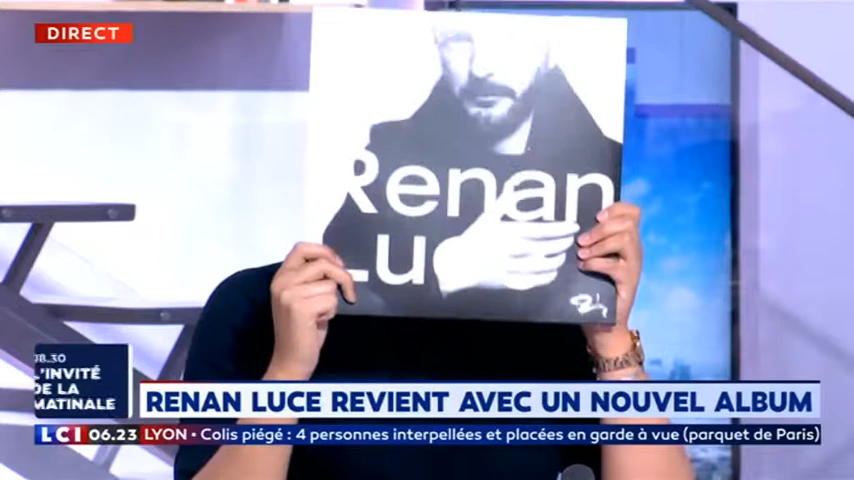 DIRECT
Renan
Luc
08.30
L'INVITÉ
DE LA
MATINALE
RENAN LUCE REVIENT AVEC UN NOUVEL ALBUM
LCI 06.23 LYON • Colis piégé : 4 personnes interpellées et placées en garde à vue (parquet de Paris)